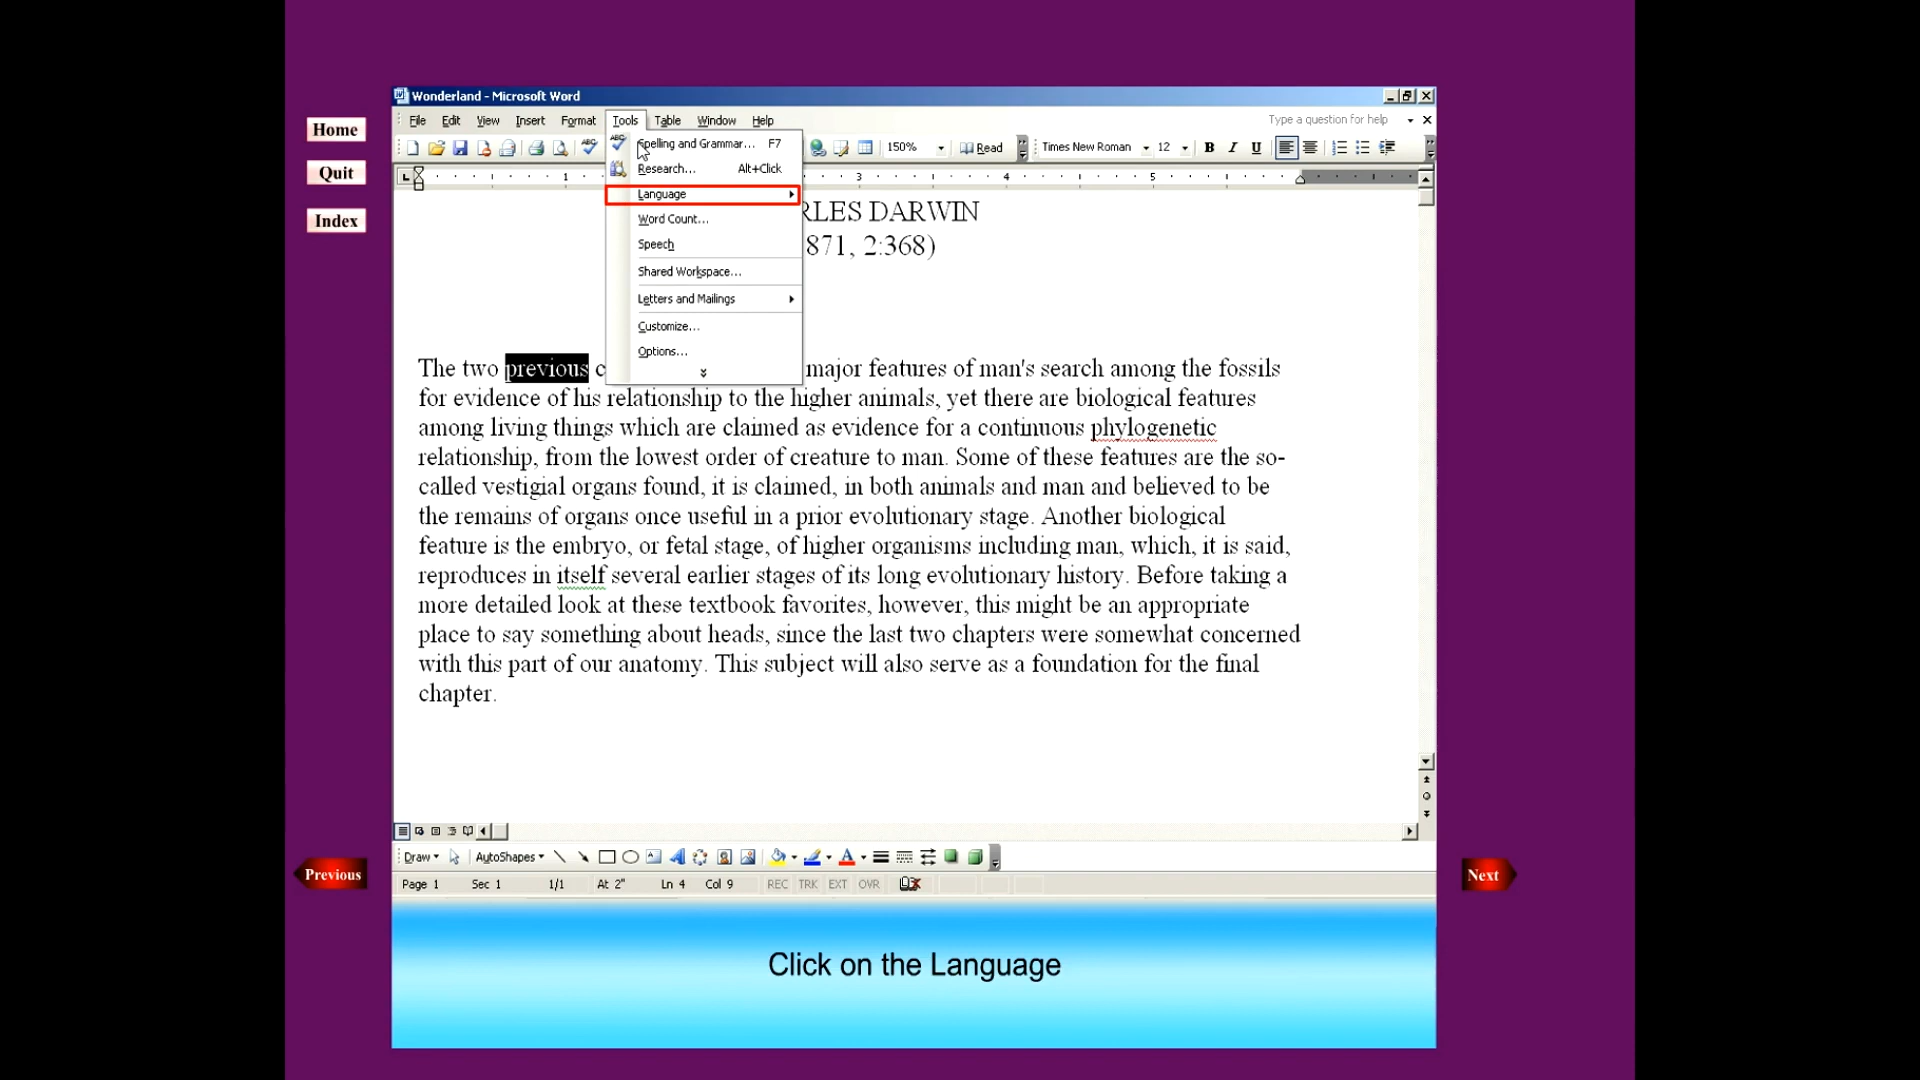 Wonderland - Microsoft Word
Home
Quit
Index
File Edit View Insert Format Tools Table Window Help
Type a question for help
150% Read Times New Roman 12 B I U
Spelling and Grammar... F7
Research... Alt+Click
Language
Word Count...
Speech
Shared Workspace...
Letters and Mailings
Customize...
Options...
1 3 4 5
RLES DARWIN
871, 2:368)
The two previous c major features of man's search among the fossils
for evidence of his relationship to the higher animals, yet there are biological features
among living things which are claimed as evidence for a continuous phylogenetic
relationship, from the lowest order of creature to man. Some of these features are the so-
called vestigial organs found, it is claimed, in both animals and man and believed to be
the remains of organs once useful in a prior evolutionary stage. Another biological
feature is the embryo, or fetal stage, of higher organisms including man, which, it is said,
reproduces in itself several earlier stages of its long evolutionary history. Before taking a
more detailed look at these textbook favorites, however, this might be an appropriate
place to say something about heads, since the last two chapters were somewhat concerned
with this part of our anatomy. This subject will also serve as a foundation for the final
chapter.
Draw AutoShapes
Page 1 Sec 1 1/1 At 2" Ln 4 Col 9 REC TRK EXT OVR
Previous
Next
Click on the Language